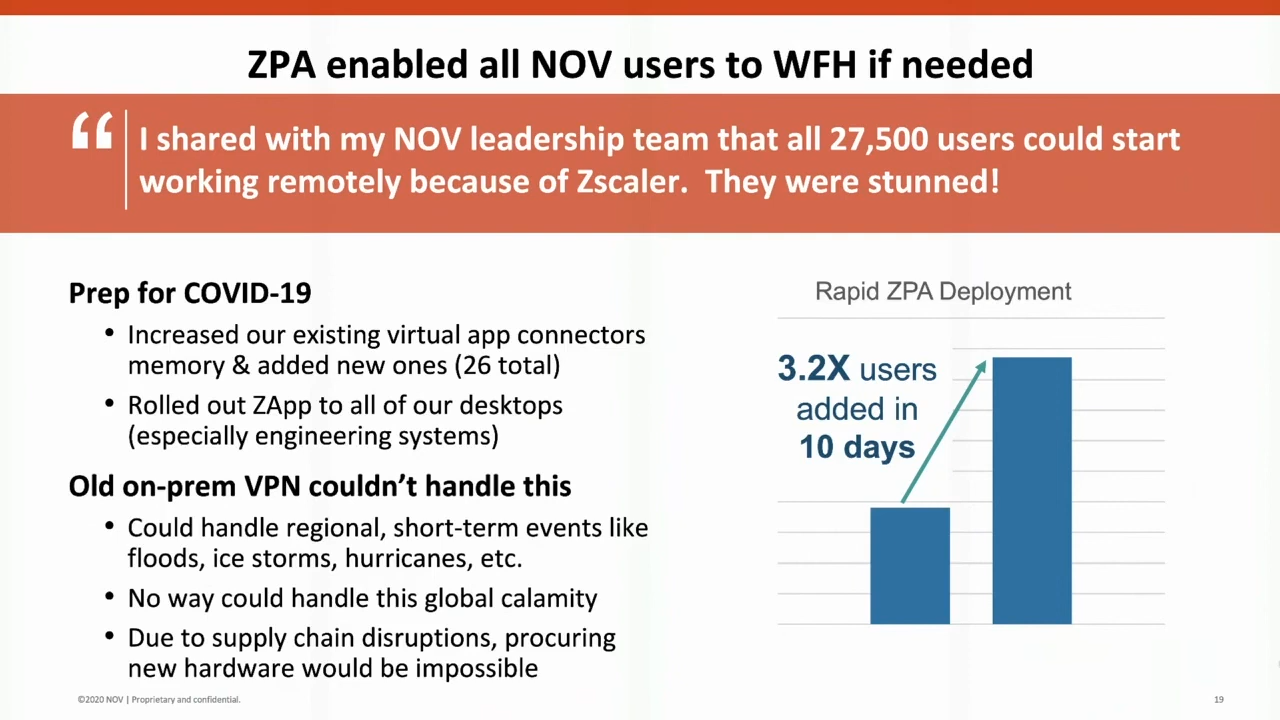 ZPA enabled all NOV users to WFH if needed
“
I shared with my NOV leadership team that all 27,500 users could start
working remotely because of Zscaler.  They were stunned!
Prep for COVID-19
• Increased our existing virtual app connectors
memory & added new ones (26 total)
• Rolled out ZApp to all of our desktops
(especially engineering systems)
Old on-prem VPN couldn’t handle this
• Could handle regional, short-term events like
floods, ice storms, hurricanes, etc.
• No way could handle this global calamity
• Due to supply chain disruptions, procuring
new hardware would be impossible
Rapid ZPA Deployment
3.2X users
added in
10 days
©2020 NOV | Proprietary and confidential.
19